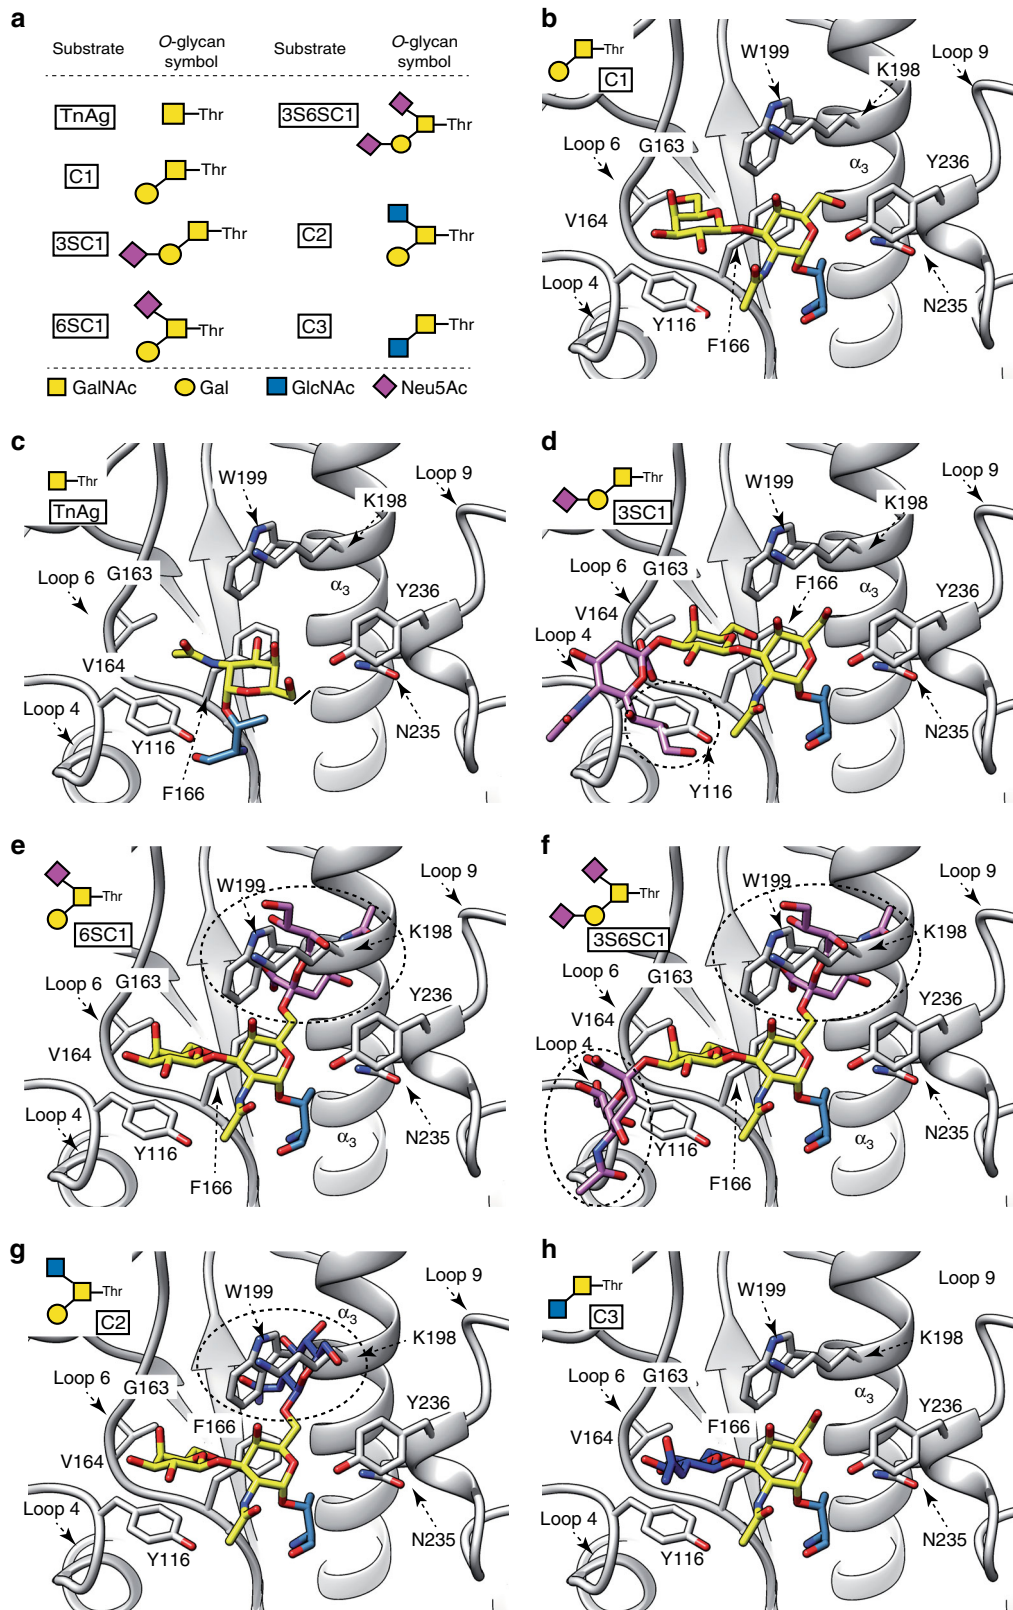 a
Substrate O-glycan symbol Substrate O-glycan symbol
TnAg Thr 3S6SC1 Thr
C1 Thr
3SC1 Thr C2 Thr
6SC1 Thr C3 Thr
GalNAc Gal GlcNAc Neu5Ac
b
Thr
C1
W199
Loop 9
K198
Loop 6
G163
α3
Y236
V164
Loop 4
Y116
F166
N235
c
Thr
TnAg
W199
Loop 9
K198
Loop 6
G163
α3
Y236
V164
Loop 4
Y116
N235
F166
d
Thr
3SC1
W199
Loop 9
K198
Loop 6
G163
F166
α3
Y236
V164
Loop 4
N235
Y116
e
Thr
6SC1
W199
Loop 9
K198
Loop 6
G163
Y236
V164
Loop 4
Y116
α3
N235
F166
f
Thr
3S6SC1
W199
Loop 9
K198
Loop 6
G163
Y236
V164
Loop 4
Y116
α3
N235
F166
g
Thr
C2
W199
α3
Loop 9
K198
Loop 6
G163
F166
Y236
V164
Loop 4
Y116
N235
h
Thr
C3
W199
Loop 9
K198
Loop 6
G163
α3
F166
Y236
V164
Loop 4
Y116
N235